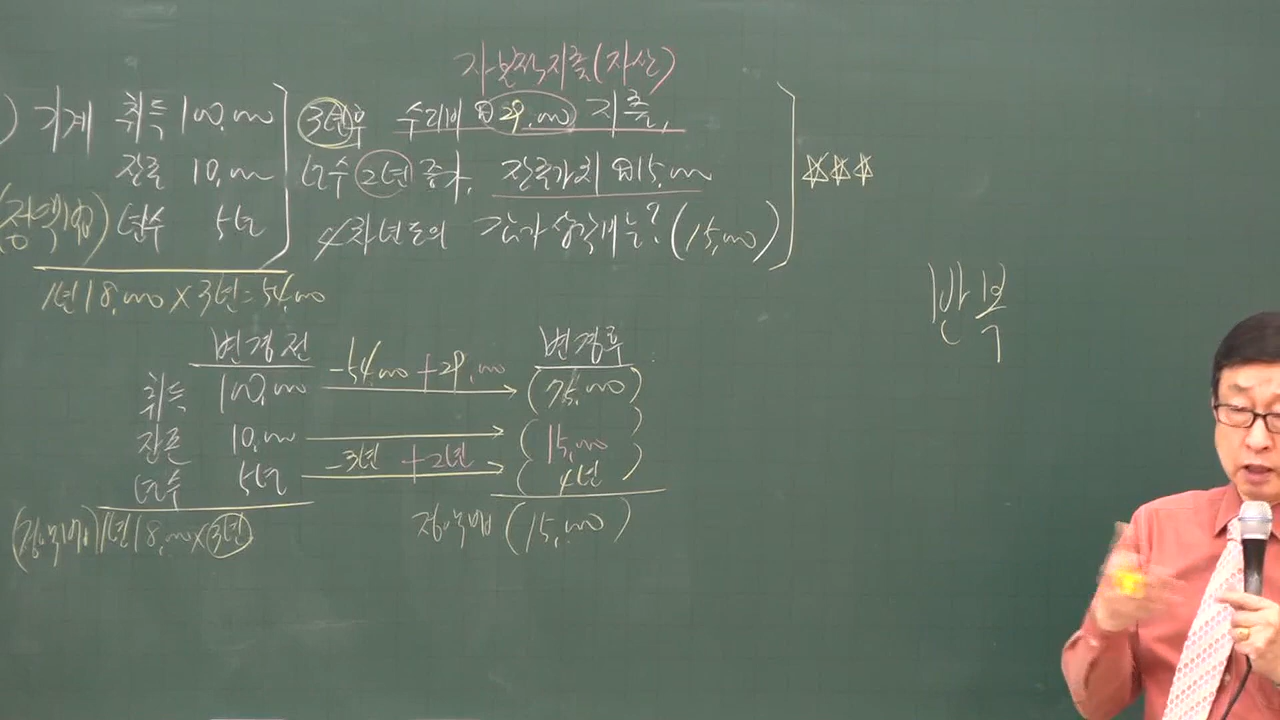 자본적지출(자산)
) 기계 취득 100,000 3년후 수리비 ₩29,000 지출,
잔존 10,000 년수 2년 증가, 잔존가치 ₩15,000 ☆☆☆
(정액법) 년수 5년 4차년도의 감가상각비는? (15,000)
1년 18,000 × 3년 = 54,000
변경전 변경후
취득 100,000 -54,000 +29,000 (75,000)
잔존 10,000 (15,000)
년수 5년 -3년 +2년 (4년)
(정액법) 1년 18,000 × 3년 정액법 (15,000)
반복